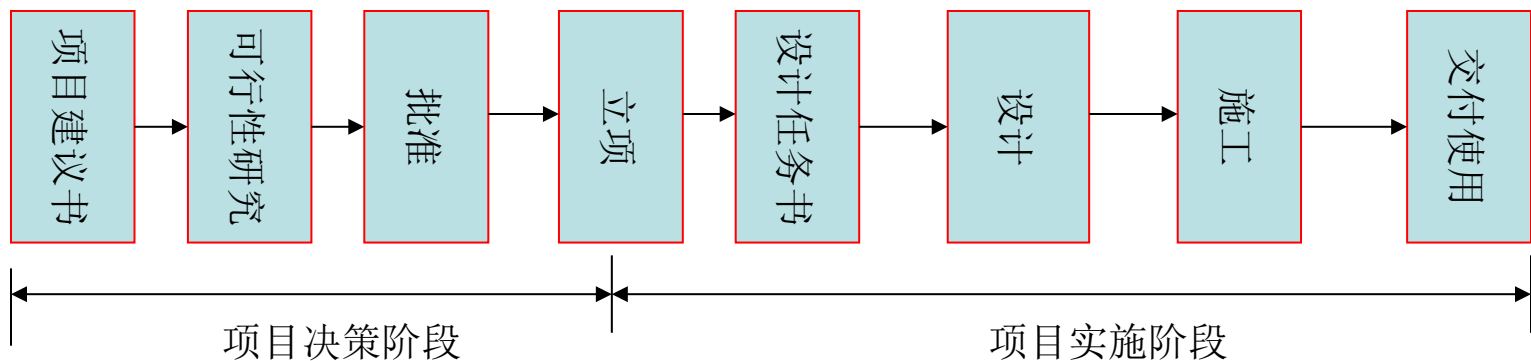 项目建议书
可行性研究
批准
立项
设计任务书
设计
施工
交付使用
项目决策阶段
项目实施阶段